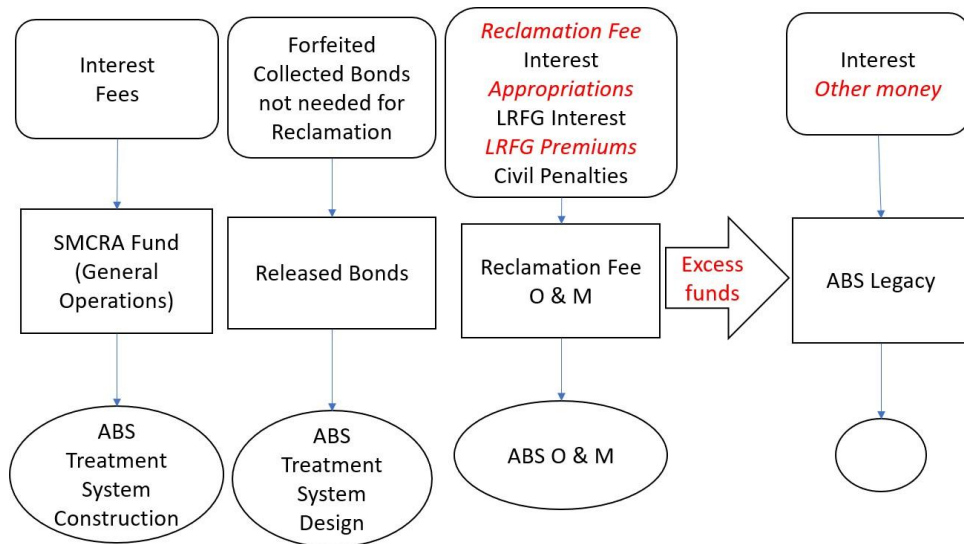 Interest
Fees
Forfeited
Collected Bonds
not needed for
Reclamation
Reclamation Fee
Interest
Appropriations
LRFG Interest
LRFG Premiums
Civil Penalties
Interest
Other money
SMCRA Fund
(General
Operations)
Released Bonds
Reclamation Fee
O & M
Excess
funds
ABS Legacy
ABS
Treatment
System
Construction
ABS
Treatment
System
Design
ABS O & M